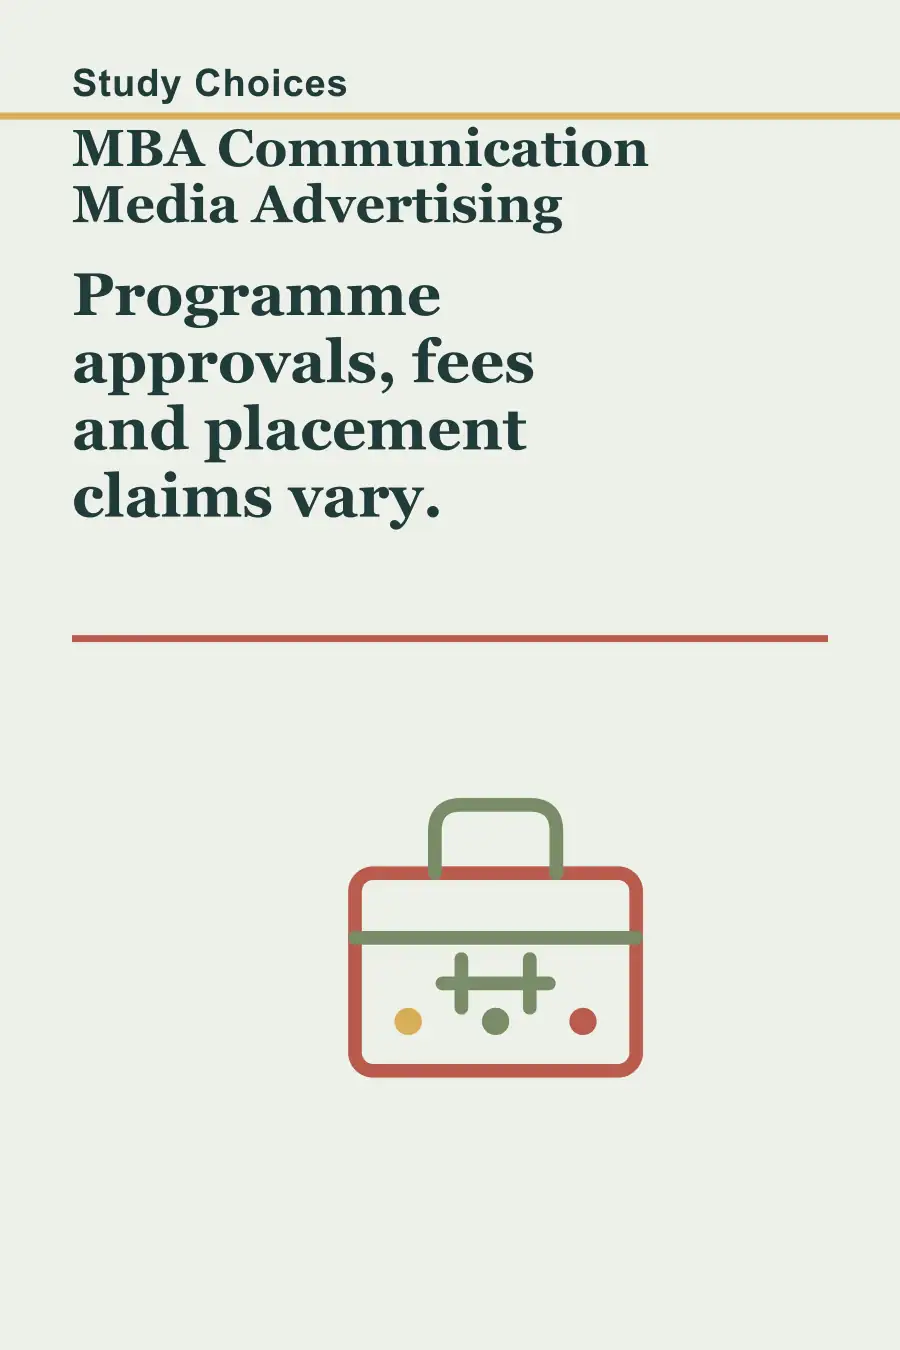 Study Choices
MBA Communication
Media Advertising
Programme
approvals, fees
and placement
claims vary.